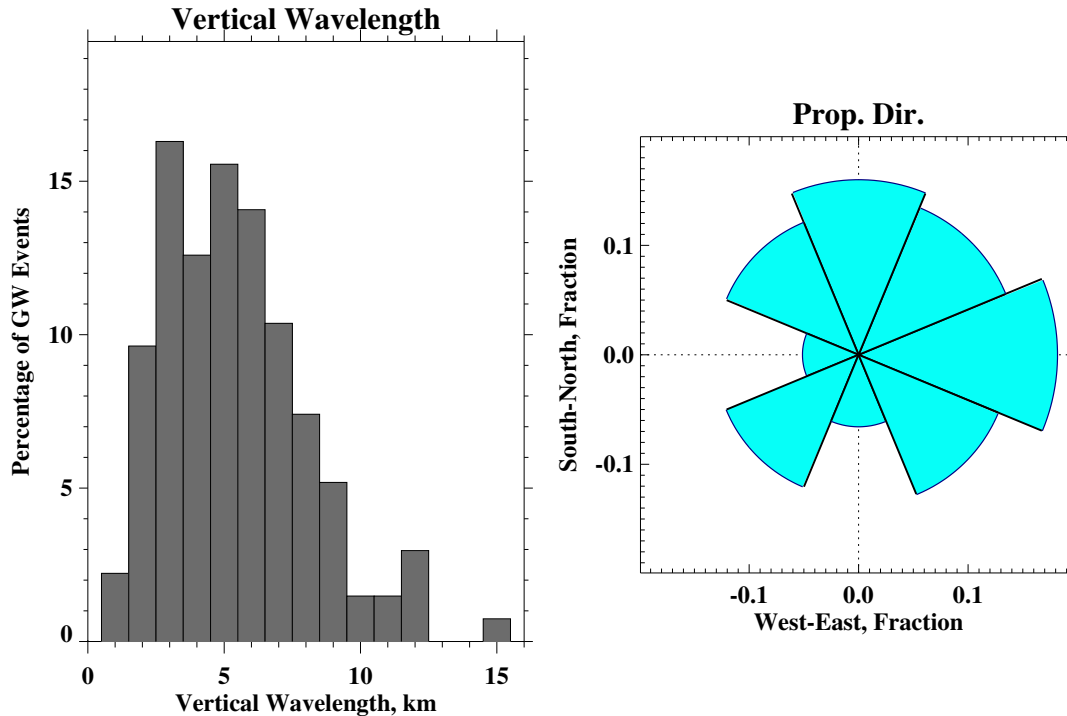 Vertical Wavelength
15
10
5
0
0 5 10 15
Percentage of GW Events
Vertical Wavelength, km
Prop. Dir.
0.1
0.0
-0.1
-0.1 0.0 0.1
South-North, Fraction
West-East, Fraction